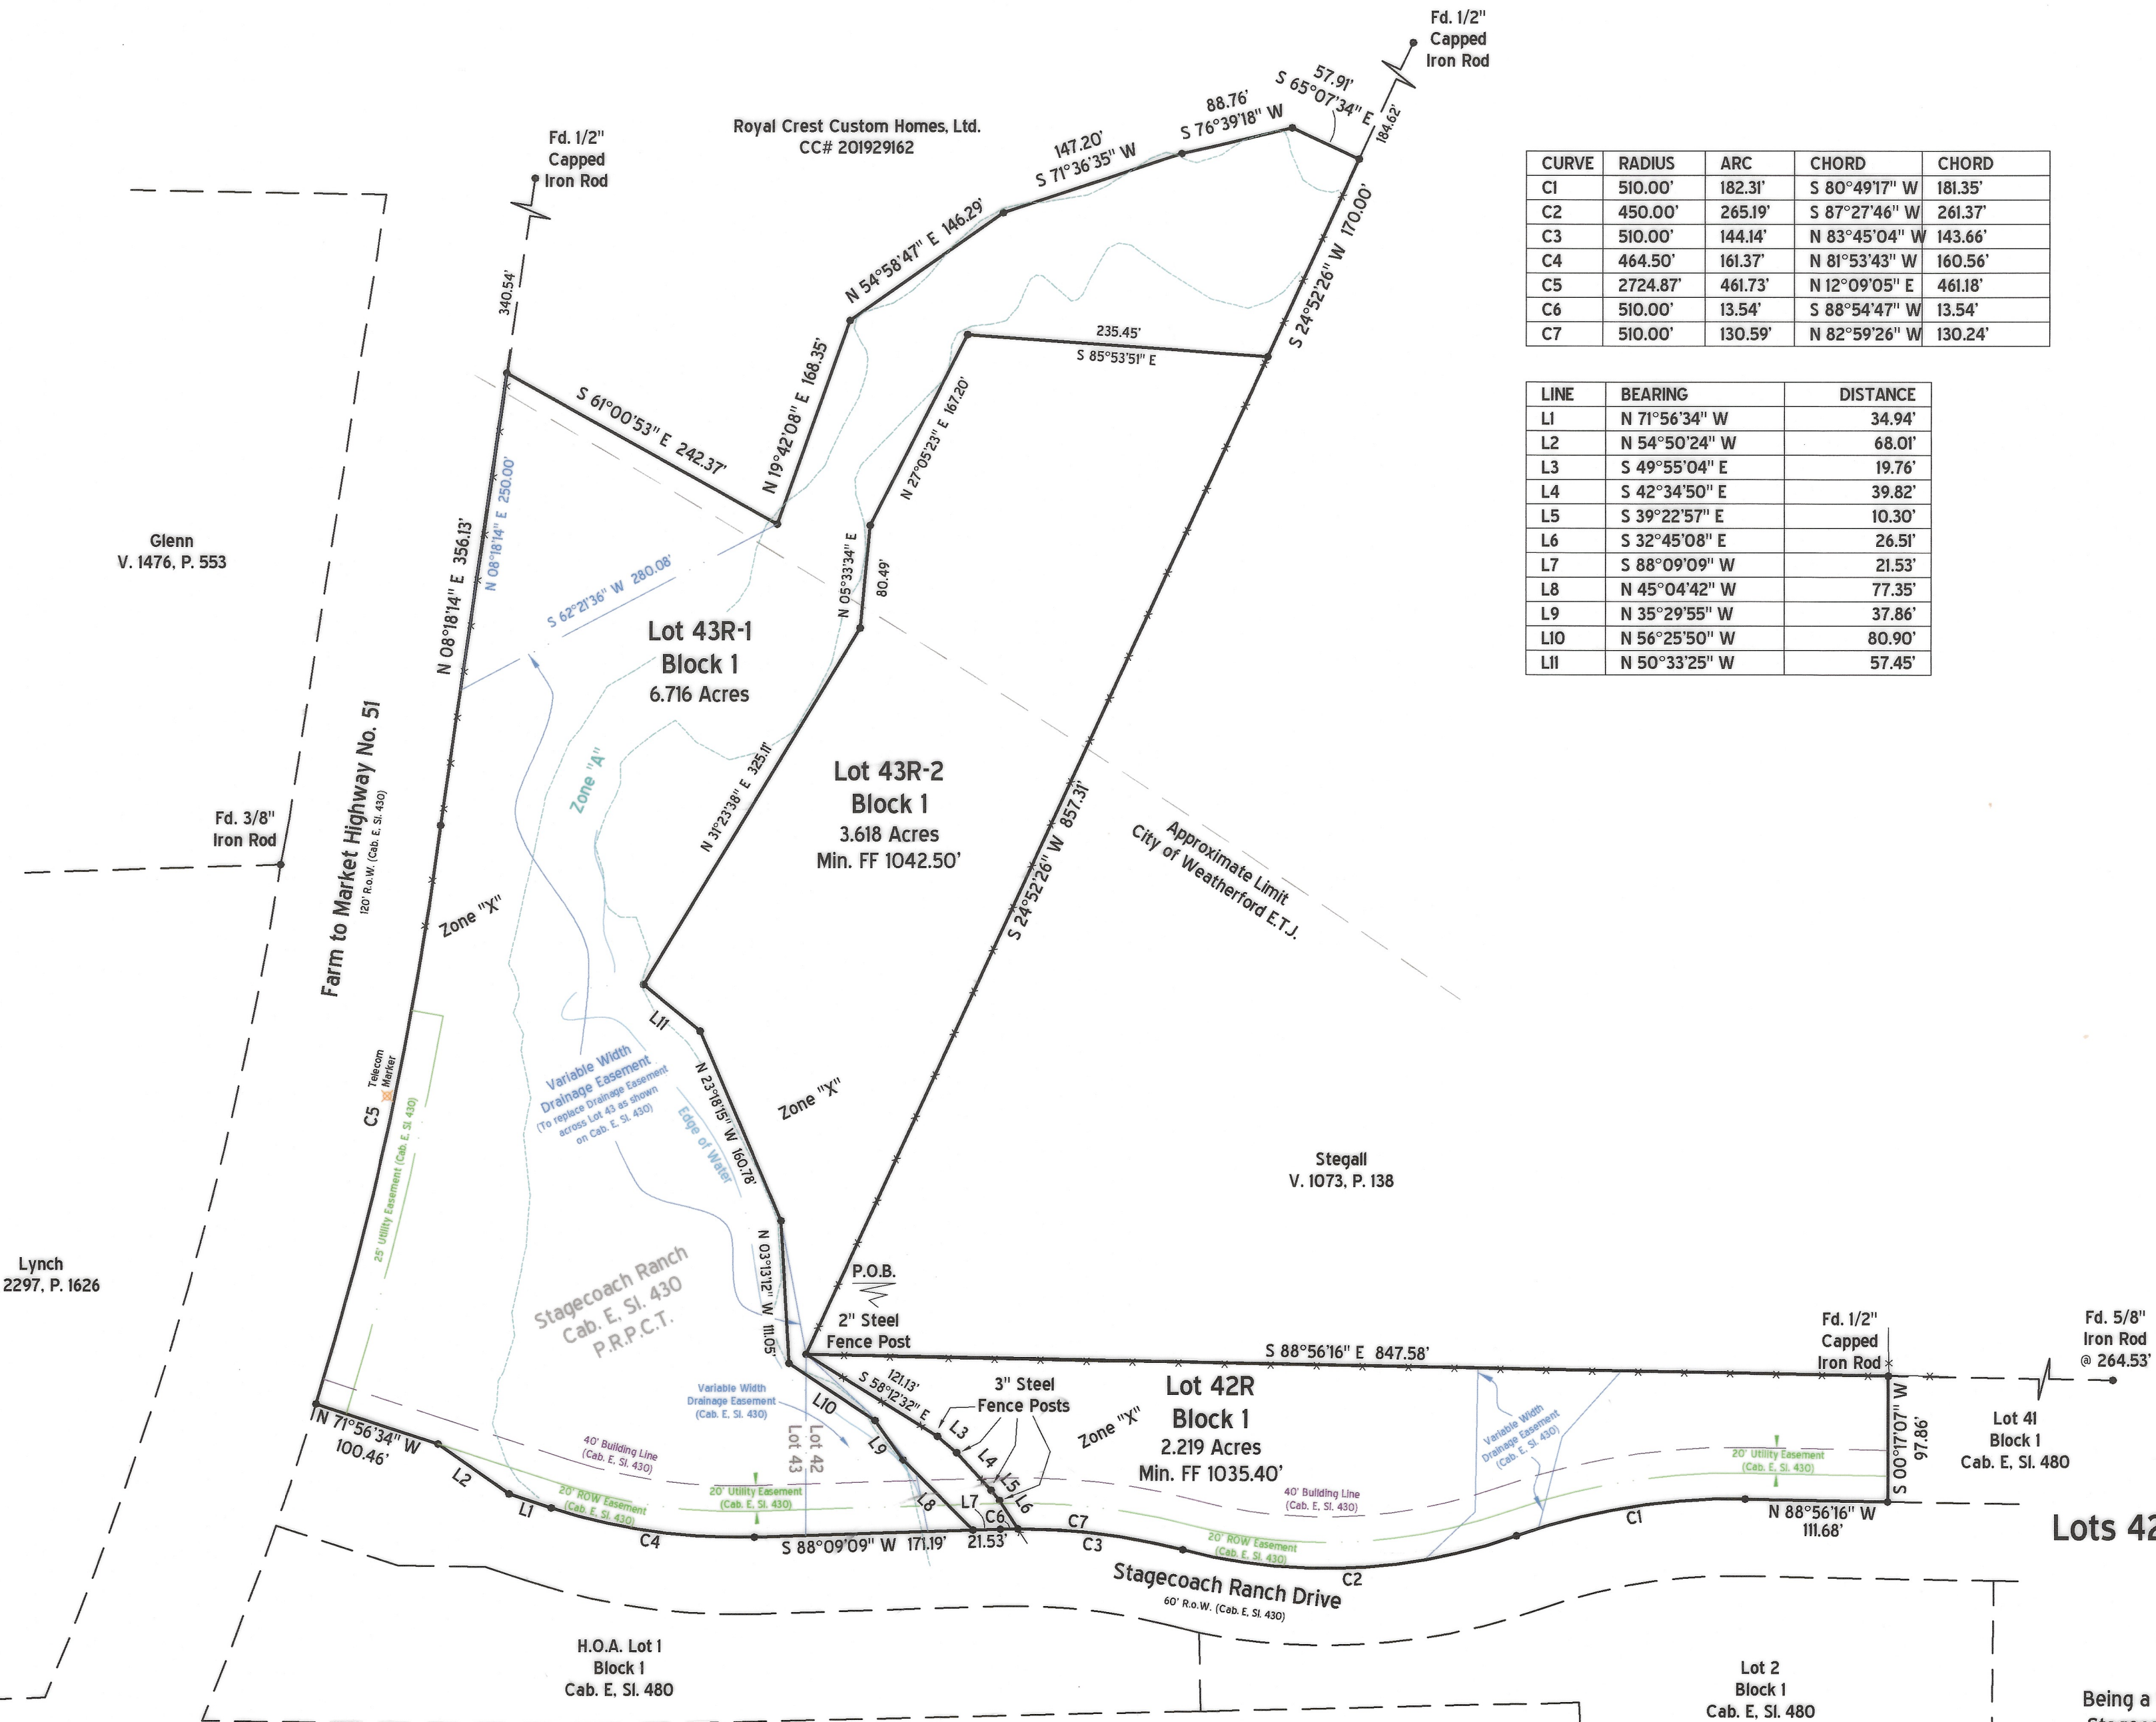 Fd. 1/2"
Capped
Iron Rod
184.62'
57.91'
S 65°07'34" E
88.76'
S 76°39'18" W
147.20'
S 71°36'35" W
N 54°58'47" E 146.29'
Royal Crest Custom Homes, Ltd.
CC# 201929162
Fd. 1/2"
Capped
Iron Rod
340.54'
CURVE RADIUS ARC CHORD CHORD
C1 510.00' 182.31' S 80°49'17" W 181.35'
C2 450.00' 265.19' S 87°27'46" W 261.37'
C3 510.00' 144.14' N 83°45'04" W 143.66'
C4 464.50' 161.37' N 81°53'43" W 160.56'
C5 2724.87' 461.73' N 12°09'05" E 461.18'
C6 510.00' 13.54' S 88°54'47" W 13.54'
C7 510.00' 130.59' N 82°59'26" W 130.24'
LINE BEARING DISTANCE
L1 N 71°56'34" W 34.94'
L2 N 54°50'24" W 68.01'
L3 S 49°55'04" E 19.76'
L4 S 42°34'50" E 39.82'
L5 S 39°22'57" E 10.30'
L6 S 32°45'08" E 26.51'
L7 S 88°09'09" W 21.53'
L8 N 45°04'42" W 77.35'
L9 N 35°29'55" W 37.86'
L10 N 56°25'50" W 80.90'
L11 N 50°33'25" W 57.45'
S 24°52'26" W 170.00'
235.45'
S 85°53'51" E
N 19°42'08" E 168.35'
S 61°00'53" E 242.37'
N 27°05'23" E 167.20'
N 05°33'34" E
80.49'
N 08°18'14" E 356.13'
N 08°18'14" E 250.00'
S 62°21'36" W 280.08'
Glenn
V. 1476, P. 553
Lot 43R-1
Block 1
6.716 Acres
Zone "A"
N 31°23'38" E 325.11'
Lot 43R-2
Block 1
3.618 Acres
Min. FF 1042.50'
S 24°52'26" W 857.31'
Approximate Limit
City of Weatherford E.T.J.
Farm to Market Highway No. 51
120' R.o.W. (Cab. E, Sl. 430)
Fd. 3/8"
Iron Rod
Zone "X"
L11
Telecom
Marker
C5
25' Utility Easement (Cab. E, Sl. 430)
Variable Width
Drainage Easement
(To replace Drainage Easement
across Lot 43 as shown
on Cab. E, Sl. 430)
Edge of Water
N 23°18'15" W 160.78'
Zone "X"
Stegall
V. 1073, P. 138
Lynch
2297, P. 1626
Stagecoach Ranch
Cab. E, Sl. 430
P.R.P.C.T.
N 03°13'12" W 111.05'
P.O.B.
2" Steel
Fence Post
S 88°56'16" E 847.58'
Fd. 1/2"
Capped
Iron Rod
Fd. 5/8"
Iron Rod
@ 264.53'
Variable Width
Drainage Easement
(Cab. E, Sl. 430)
L10
121.13'
S 58°12'32" E
3" Steel
Fence Posts
L3
L4
L5
L6
L9
L8
L7
C6
21.53'
Lot 43
Lot 42
Zone "X"
Lot 42R
Block 1
2.219 Acres
Min. FF 1035.40'
Variable Width
Drainage Easement
(Cab. E, Sl. 430)
20' Utility Easement
(Cab. E, Sl. 430)
S 00°17'07" W
97.86'
Lot 41
Block 1
Cab. E, Sl. 480
N 71°56'34" W
100.46'
L2
L1
40' Building Line
(Cab. E, Sl. 430)
20' ROW Easement
(Cab. E, Sl. 430)
20' Utility Easement
(Cab. E, Sl. 430)
C4
S 88°09'09" W 171.19'
C7
C3
20' ROW Easement
(Cab. E, Sl. 430)
40' Building Line
(Cab. E, Sl. 430)
C2
C1
N 88°56'16" W
111.68'
Lots 42
Stagecoach Ranch Drive
60' R.o.W. (Cab. E, Sl. 430)
H.O.A. Lot 1
Block 1
Cab. E, Sl. 480
Lot 2
Block 1
Cab. E, Sl. 480
Being a